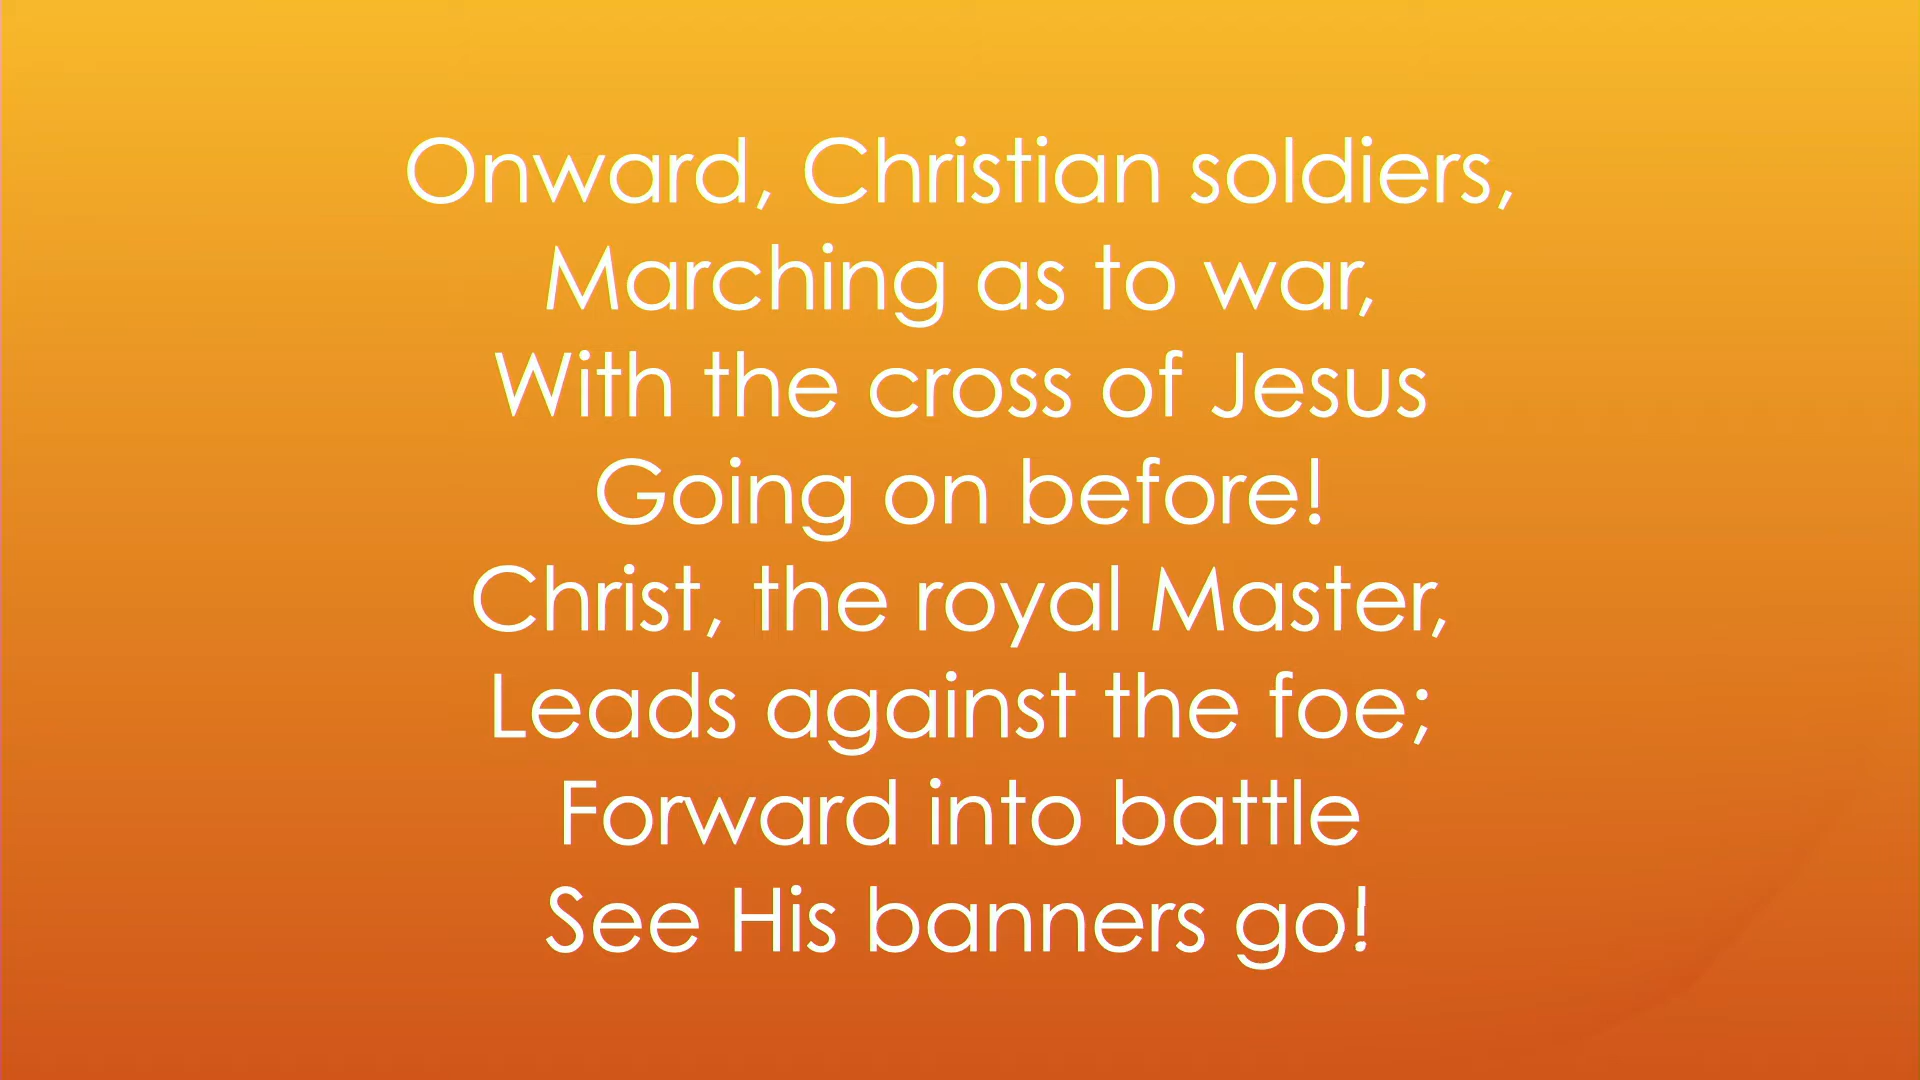 Onward, Christian soldiers,
Marching as to war,
With the cross of Jesus
Going on before!
Christ, the royal Master,
Leads against the foe;
Forward into battle
See His banners go!